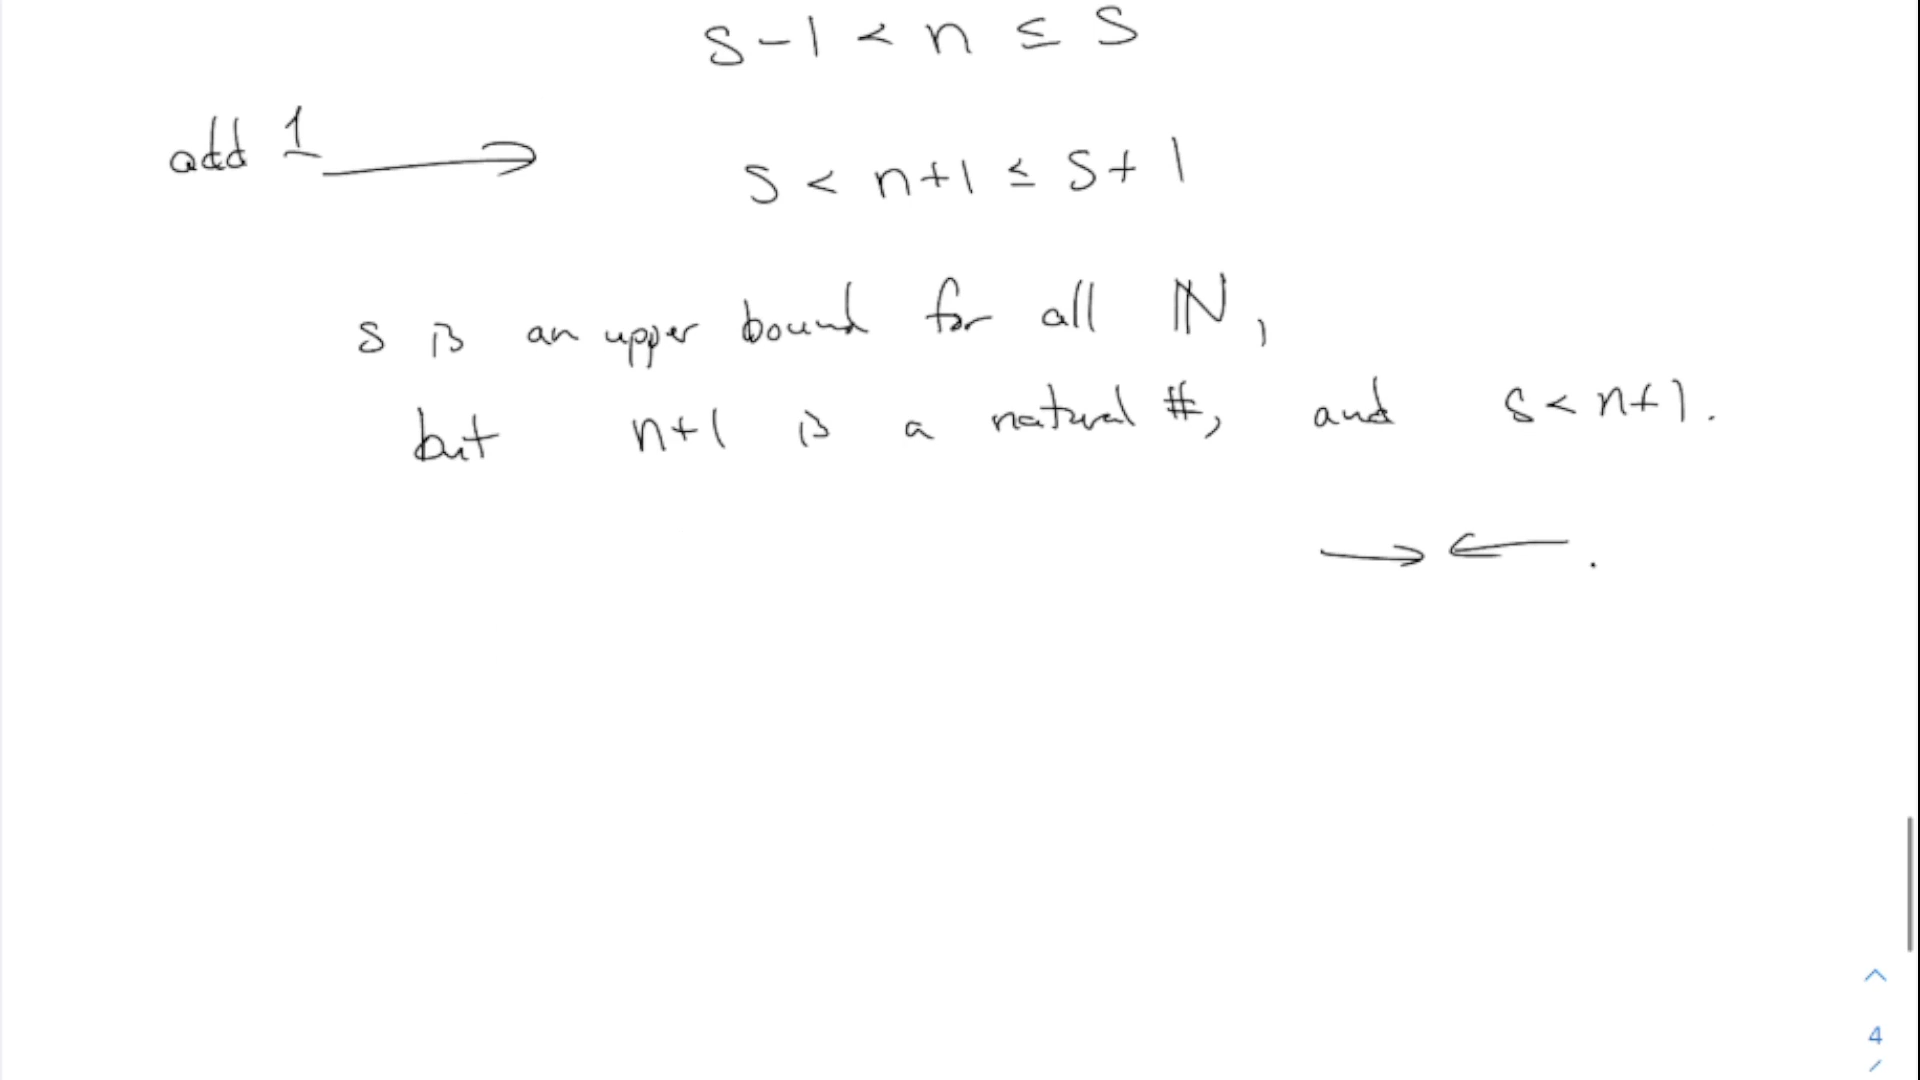 s-1 < n ≤ s
add 1 ⟶ s < n+1 ≤ s+1
s is an upper bound for all ℕ,
but n+1 is a natural #, and s < n+1.
→←.
4